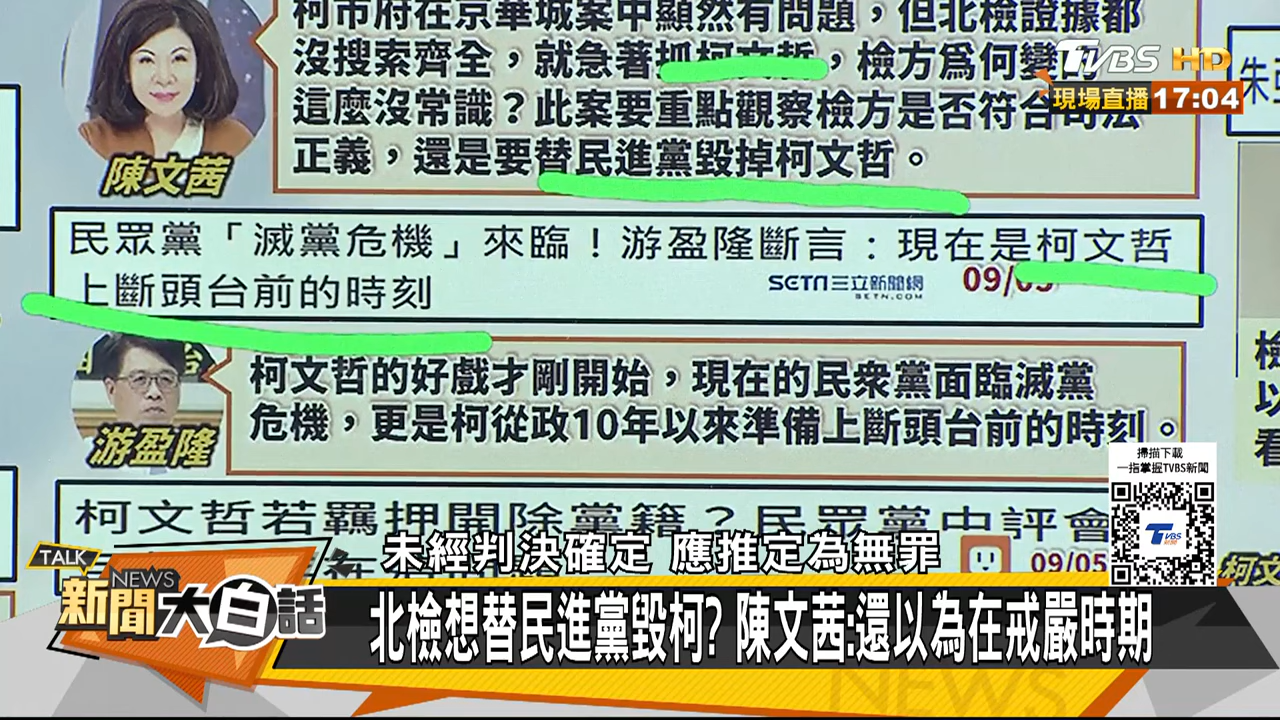 柯市府在京華城案中顯然有問題，但北檢證據都
沒搜索齊全，就急著抓柯文哲，檢方為何變
這麼沒常識？此案要重點觀察檢方是否符合司法
正義，還是要替民進黨毀掉柯文哲。
陳文茜
TVBS HD
現場直播 17:04
朱
民眾黨「滅黨危機」來臨！游盈隆斷言：現在是柯文哲
上斷頭台前的時刻
SETN三立新聞網
SETN.COM
09/05
柯文哲的好戲才剛開始，現在的民眾黨面臨滅黨
危機，更是柯從政10年以來準備上斷頭台前的時刻。
游盈隆
檢
以
看
掃描下載
一指掌握TVBS新聞
TVBS
柯文哲若羈押開除黨籍？民眾黨中評會
09/05
柯文
未經判決確定 應推定為無罪
TALK
NEWS
新聞大白話
北檢想替民進黨毀柯? 陳文茜:還以為在戒嚴時期
NEWS